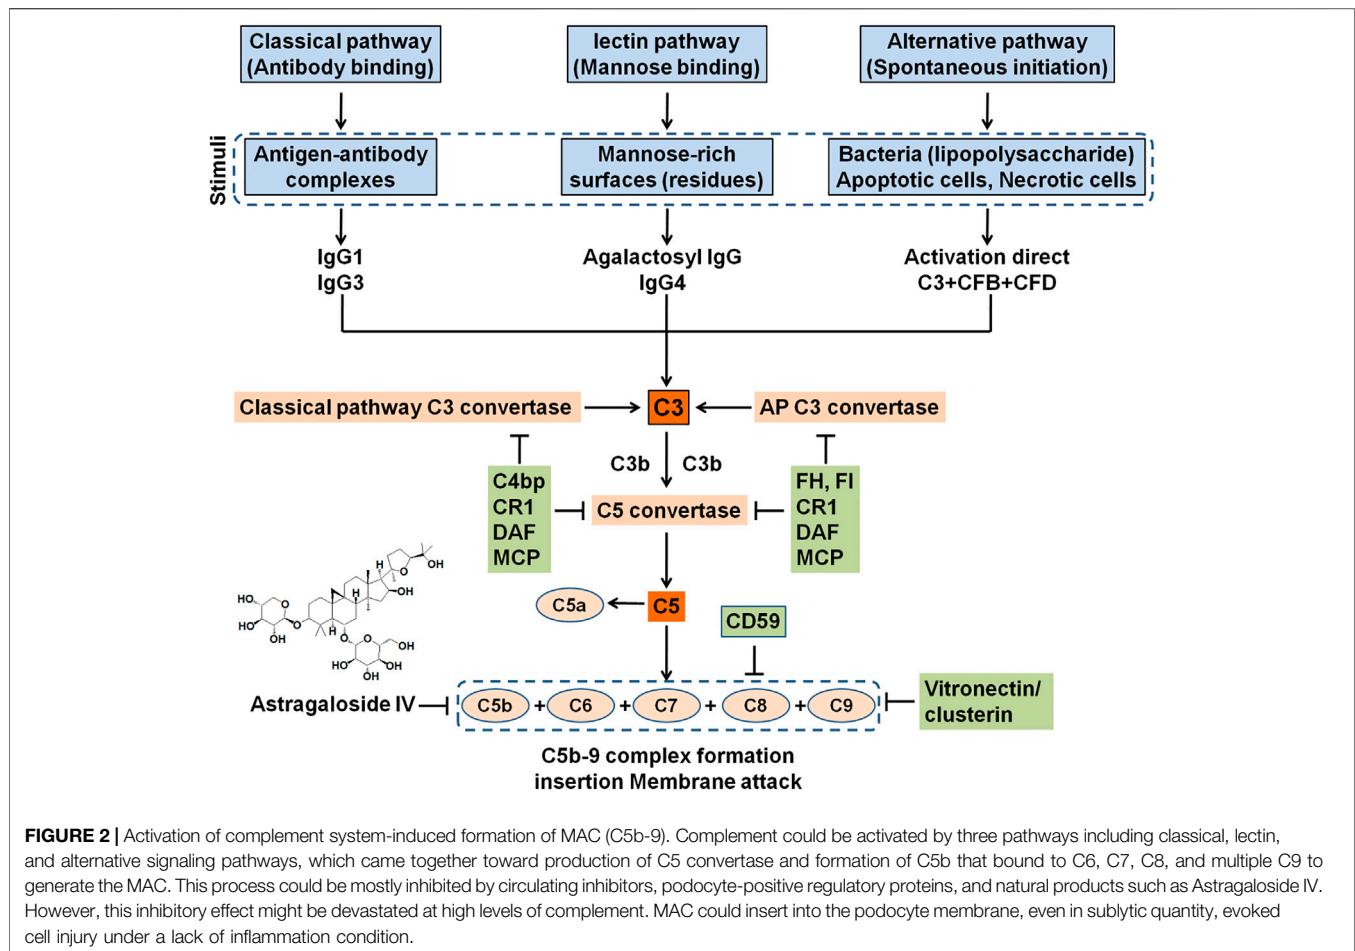 Classical pathway
(Antibody binding)
lectin pathway
(Mannose binding)
Alternative pathway
(Spontaneous initiation)
Stimuli
Antigen-antibody
complexes
Mannose-rich
surfaces (residues)
Bacteria (lipopolysaccharide)
Apoptotic cells, Necrotic cells
IgG1
IgG3
Agalactosyl IgG
IgG4
Activation direct
C3+CFB+CFD
Classical pathway C3 convertase
C3
AP C3 convertase
C3b
C3b
C4bp
CR1
DAF
MCP
C5 convertase
FH, FI
CR1
DAF
MCP
C5a
C5
CD59
H
O
OH
H
OH
HO
O
H
HO
O
H
OH
O
O
OH
HO
OH
OH
Astragaloside IV
C5b + C6 + C7 + C8 + C9
Vitronectin/
clusterin
C5b-9 complex formation
insertion Membrane attack
FIGURE 2 | Activation of complement system-induced formation of MAC (C5b-9). Complement could be activated by three pathways including classical, lectin,
and alternative signaling pathways, which came together toward production of C5 convertase and formation of C5b that bound to C6, C7, C8, and multiple C9 to
generate the MAC. This process could be mostly inhibited by circulating inhibitors, podocyte-positive regulatory proteins, and natural products such as Astragaloside IV.
However, this inhibitory effect might be devastated at high levels of complement. MAC could insert into the podocyte membrane, even in sublytic quantity, evoked
cell injury under a lack of inflammation condition.